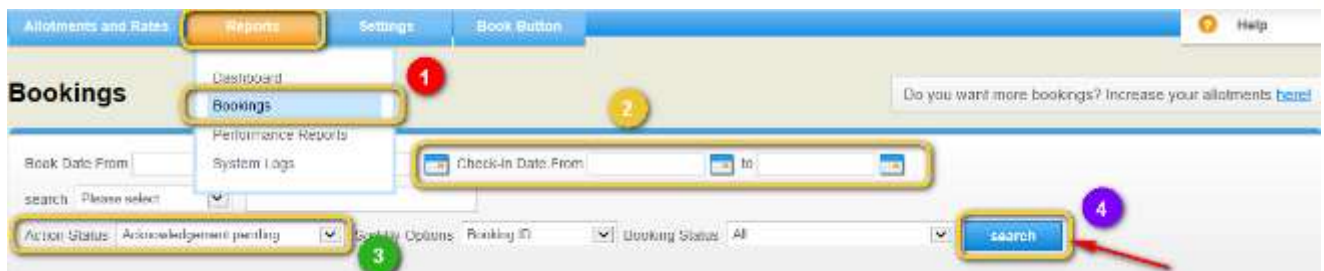 Allotments and Rates Reports Settings Book Button Help
Dashboard
1
Bookings
Bookings
2
Do you want more bookings? Increase your allotments here!
Performance Reports
Book Date From System Logs Check-in Date From to
search Please select
4
Action Status Acknowledgement pending Sort By Options Booking ID Booking Status All search
3